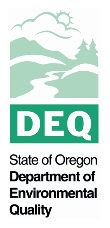 DEQ
State of Oregon
Department of
Environmental
Quality